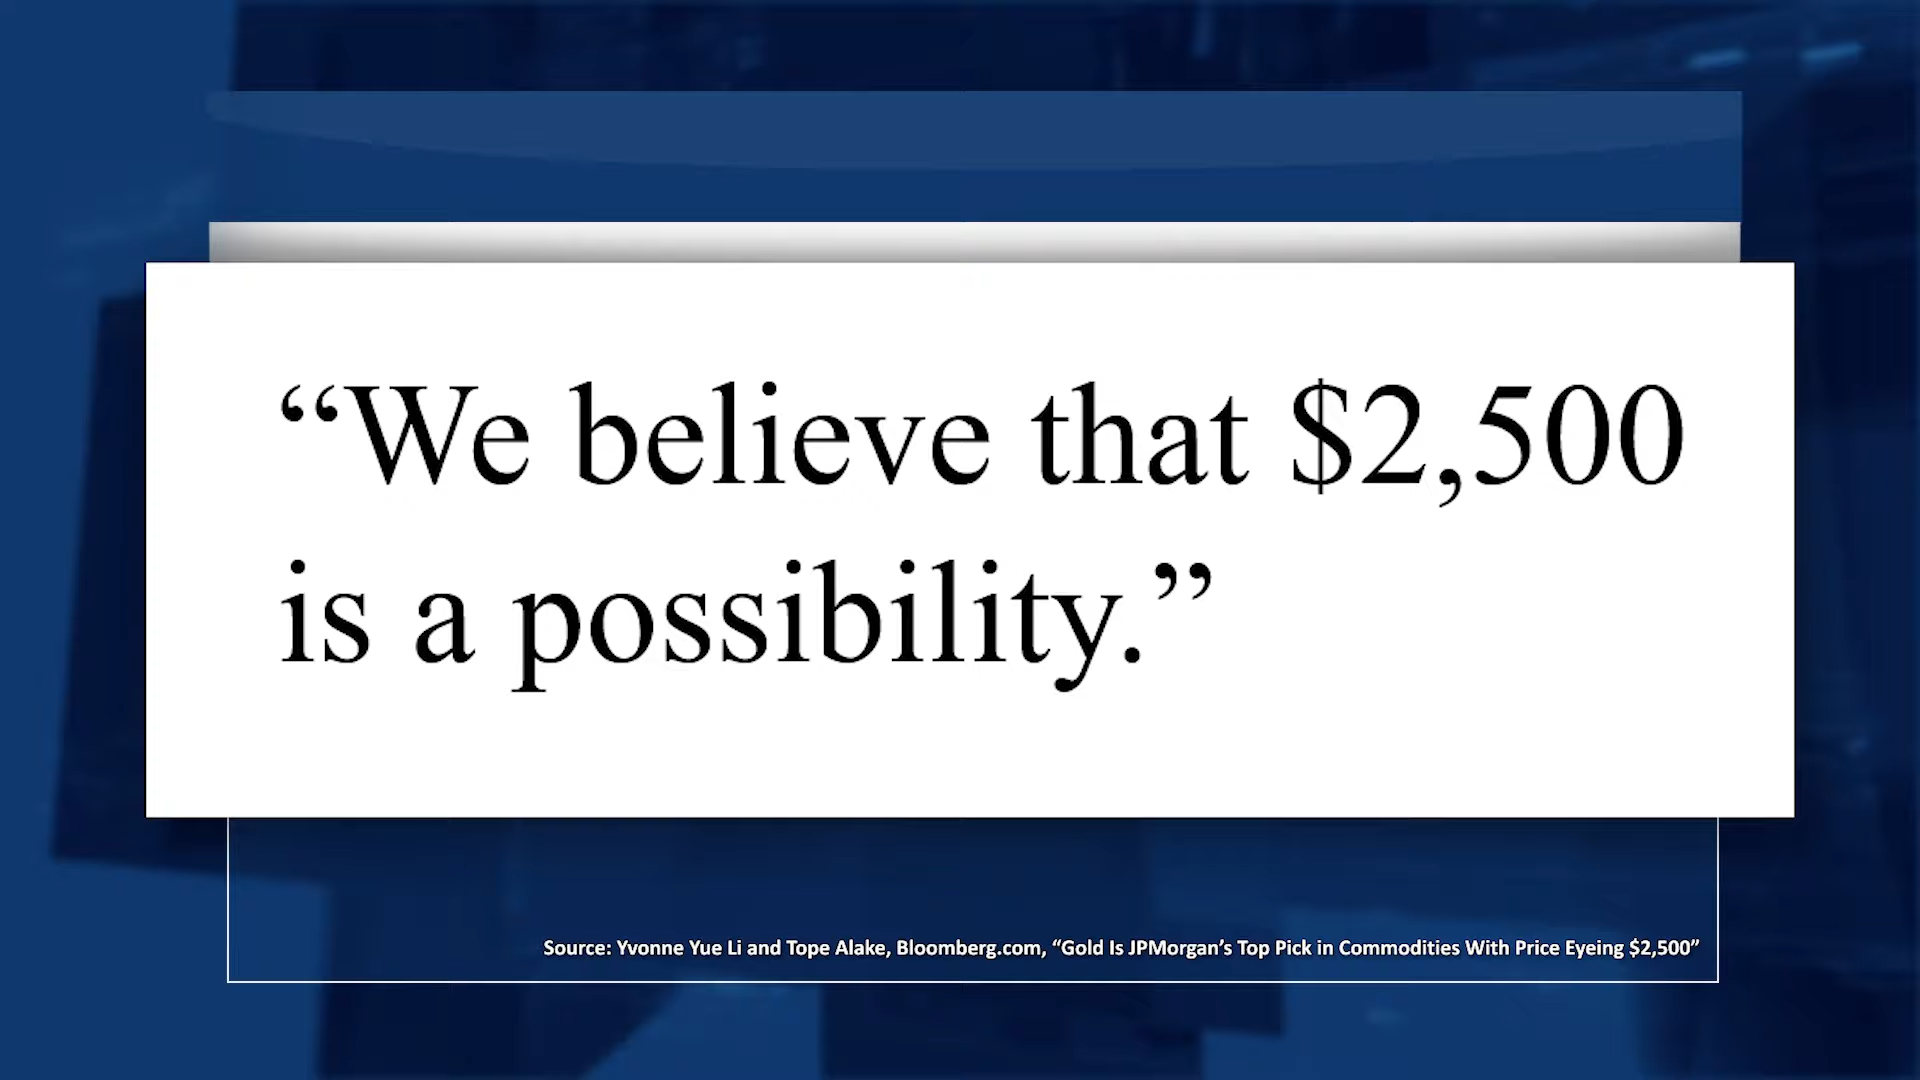 “We believe that $2,500
is a possibility.”
Source: Yvonne Yue Li and Tope Alake, Bloomberg.com, “Gold Is JPMorgan’s Top Pick in Commodities With Price Eyeing $2,500”